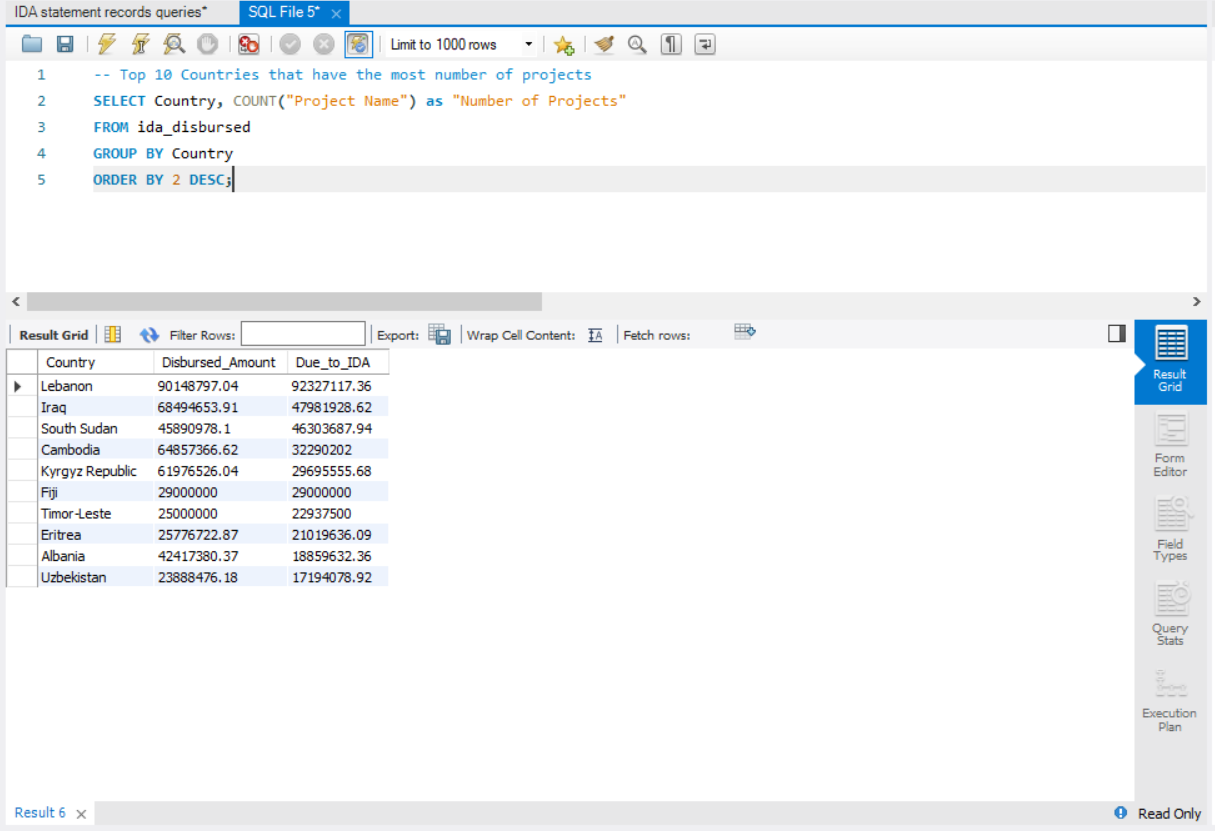 IDA statement records queries* SQL File 5* ×
Limit to 1000 rows
1 -- Top 10 Countries that have the most number of projects
2 SELECT Country, COUNT("Project Name") as "Number of Projects"
3 FROM ida_disbursed
4 GROUP BY Country
5 ORDER BY 2 DESC;
Result Grid Filter Rows: Export: Wrap Cell Content: Fetch rows:
Country Disbursed_Amount Due_to_IDA
Lebanon 90148797.04 92327117.36
Iraq 68494653.91 47981928.62
South Sudan 45890978.1 46303687.94
Cambodia 64857366.62 32290202
Kyrgyz Republic 61976526.04 29695555.68
Fiji 29000000 29000000
Timor-Leste 25000000 22937500
Eritrea 25776722.87 21019636.09
Albania 42417380.37 18859632.36
Uzbekistan 23888476.18 17194078.92
Result
Grid
Form
Editor
Field
Types
Query
Stats
Execution
Plan
Result 6 × Read Only